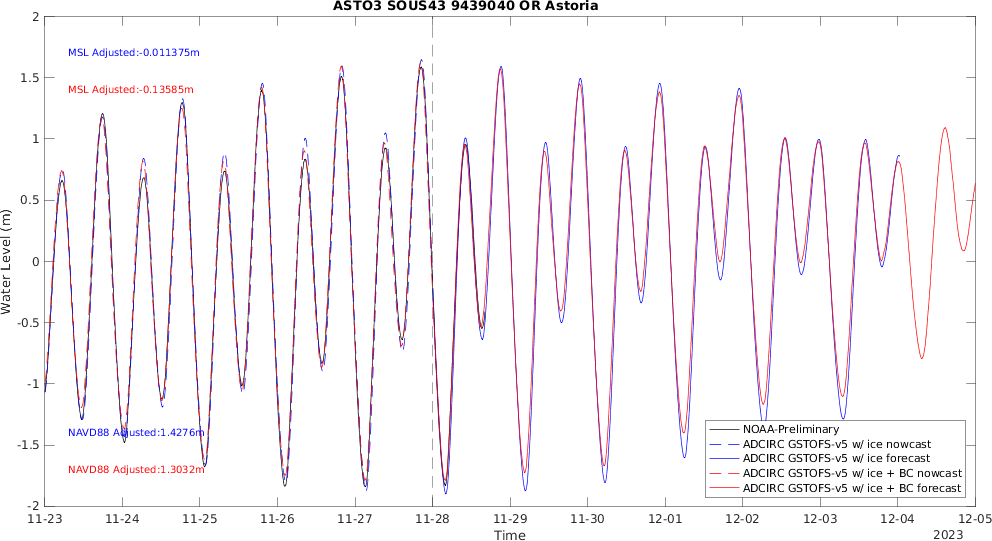 ASTO3 SOUS43 9439040 OR Astoria
2
1.5
1
0.5
0
-0.5
-1
-1.5
-2
Water Level (m)
MSL Adjusted:-0.011375m
MSL Adjusted:-0.13585m
NAVD88 Adjusted:1.4276m
NAVD88 Adjusted:1.3032m
NOAA-Preliminary
ADCIRC GSTOFS-v5 w/ ice nowcast
ADCIRC GSTOFS-v5 w/ ice forecast
ADCIRC GSTOFS-v5 w/ ice + BC nowcast
ADCIRC GSTOFS-v5 w/ ice + BC forecast
11-23 11-24 11-25 11-26 11-27 11-28 11-29 11-30 12-01 12-02 12-03 12-04 12-05
Time
2023